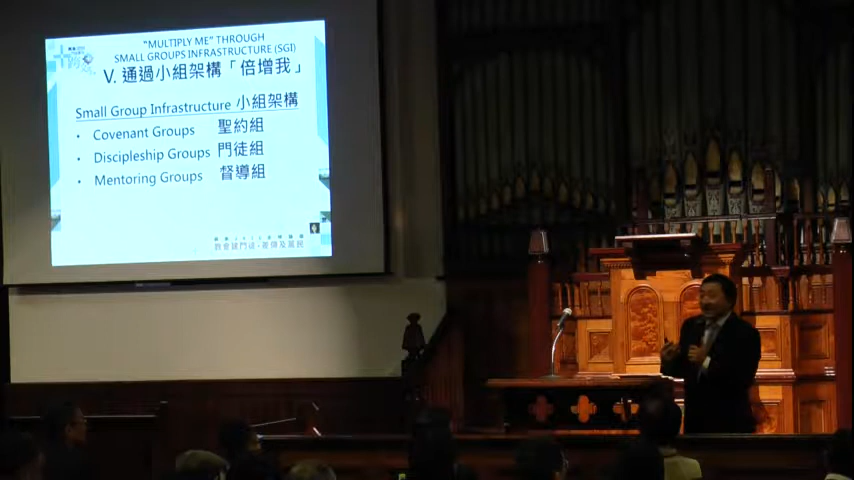 "MULTIPLY ME" THROUGH
SMALL GROUPS INFRASTRUCTURE (SGI)
V. 通過小組架構「倍增我」
Small Group Infrastructure 小組架構
• Covenant Groups 聖約組
• Discipleship Groups 門徒組
• Mentoring Groups 督導組